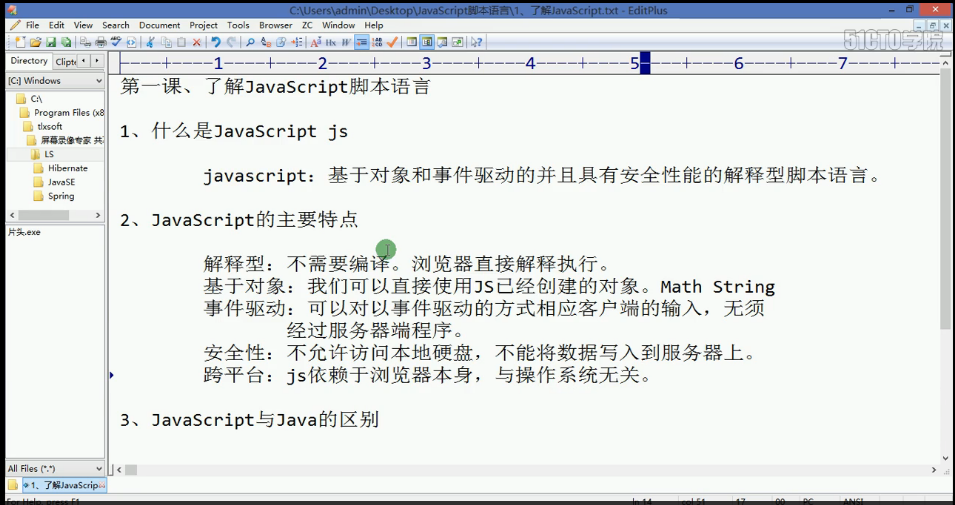 C:\Users\admin\Desktop\JavaScript脚本语言\1、了解JavaScript.txt - EditPlus
File Edit View Search Document Project Tools Browser ZC Window Help
51CTO学院
Directory Clipt
1 2 3 4 5 6 7
[C:] Windows
C:\
Program Files (x8
tlxsoft
屏幕录像专家 共
LS
Hibernate
JavaSE
Spring
片头.exe
第一课、了解JavaScript脚本语言
1、什么是JavaScript js
javascript：基于对象和事件驱动的并且具有安全性能的解释型脚本语言。
2、JavaScript的主要特点
解释型：不需要编译。浏览器直接解释执行。
基于对象：我们可以直接使用JS已经创建的对象。Math String
事件驱动：可以对以事件驱动的方式相应客户端的输入，无须
经过服务器端程序。
安全性：不允许访问本地硬盘，不能将数据写入到服务器上。
跨平台：js依赖于浏览器本身，与操作系统无关。
3、JavaScript与Java的区别
All Files (*.*)
1、了解JavaScrip
For Help, press F1 ln 14 col 51 17 00 PC ANSI